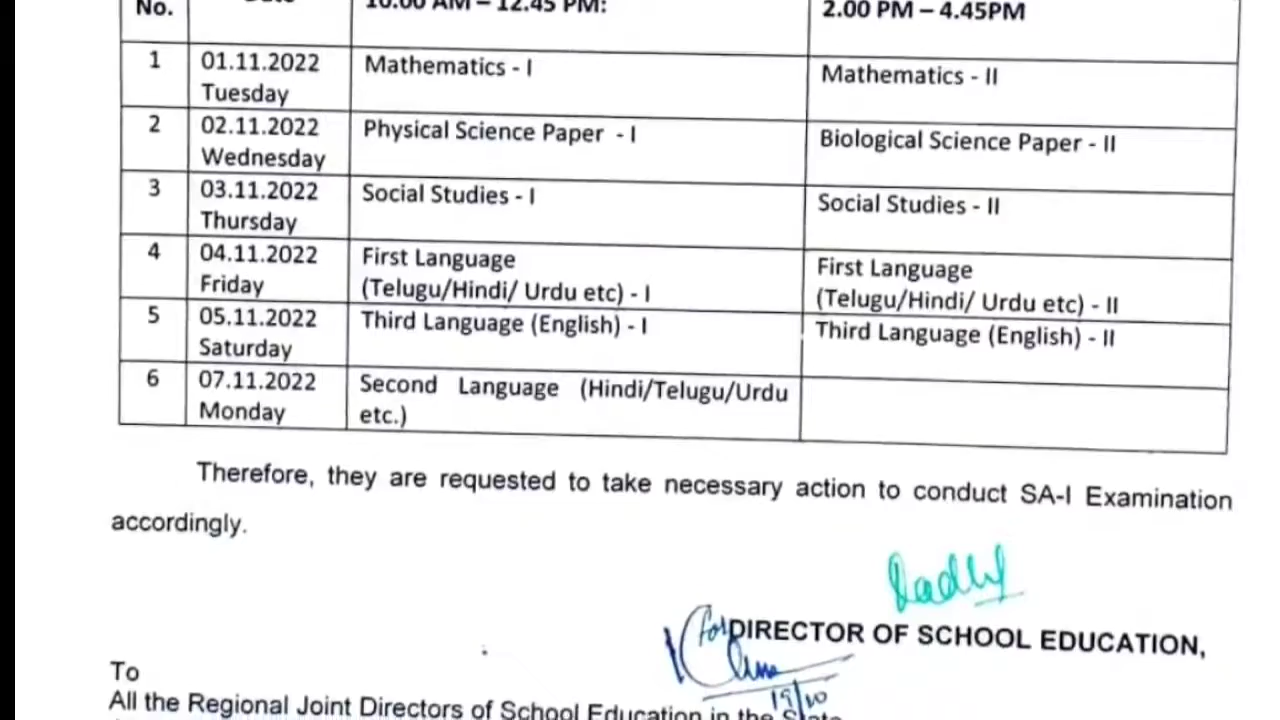 No.
10.00 AM – 12.45 PM:
2.00 PM – 4.45PM
1
01.11.2022
Tuesday
Mathematics - I
Mathematics - II
2
02.11.2022
Wednesday
Physical Science Paper - I
Biological Science Paper - II
3
03.11.2022
Thursday
Social Studies - I
Social Studies - II
4
04.11.2022
Friday
First Language
(Telugu/Hindi/ Urdu etc) - I
First Language
(Telugu/Hindi/ Urdu etc) - II
5
05.11.2022
Saturday
Third Language (English) - I
Third Language (English) - II
6
07.11.2022
Monday
Second Language (Hindi/Telugu/Urdu
etc.)
Therefore, they are requested to take necessary action to conduct SA-I Examination
accordingly.
for DIRECTOR OF SCHOOL EDUCATION,
19/10
To
All the Regional Joint Directors of School Education in the State